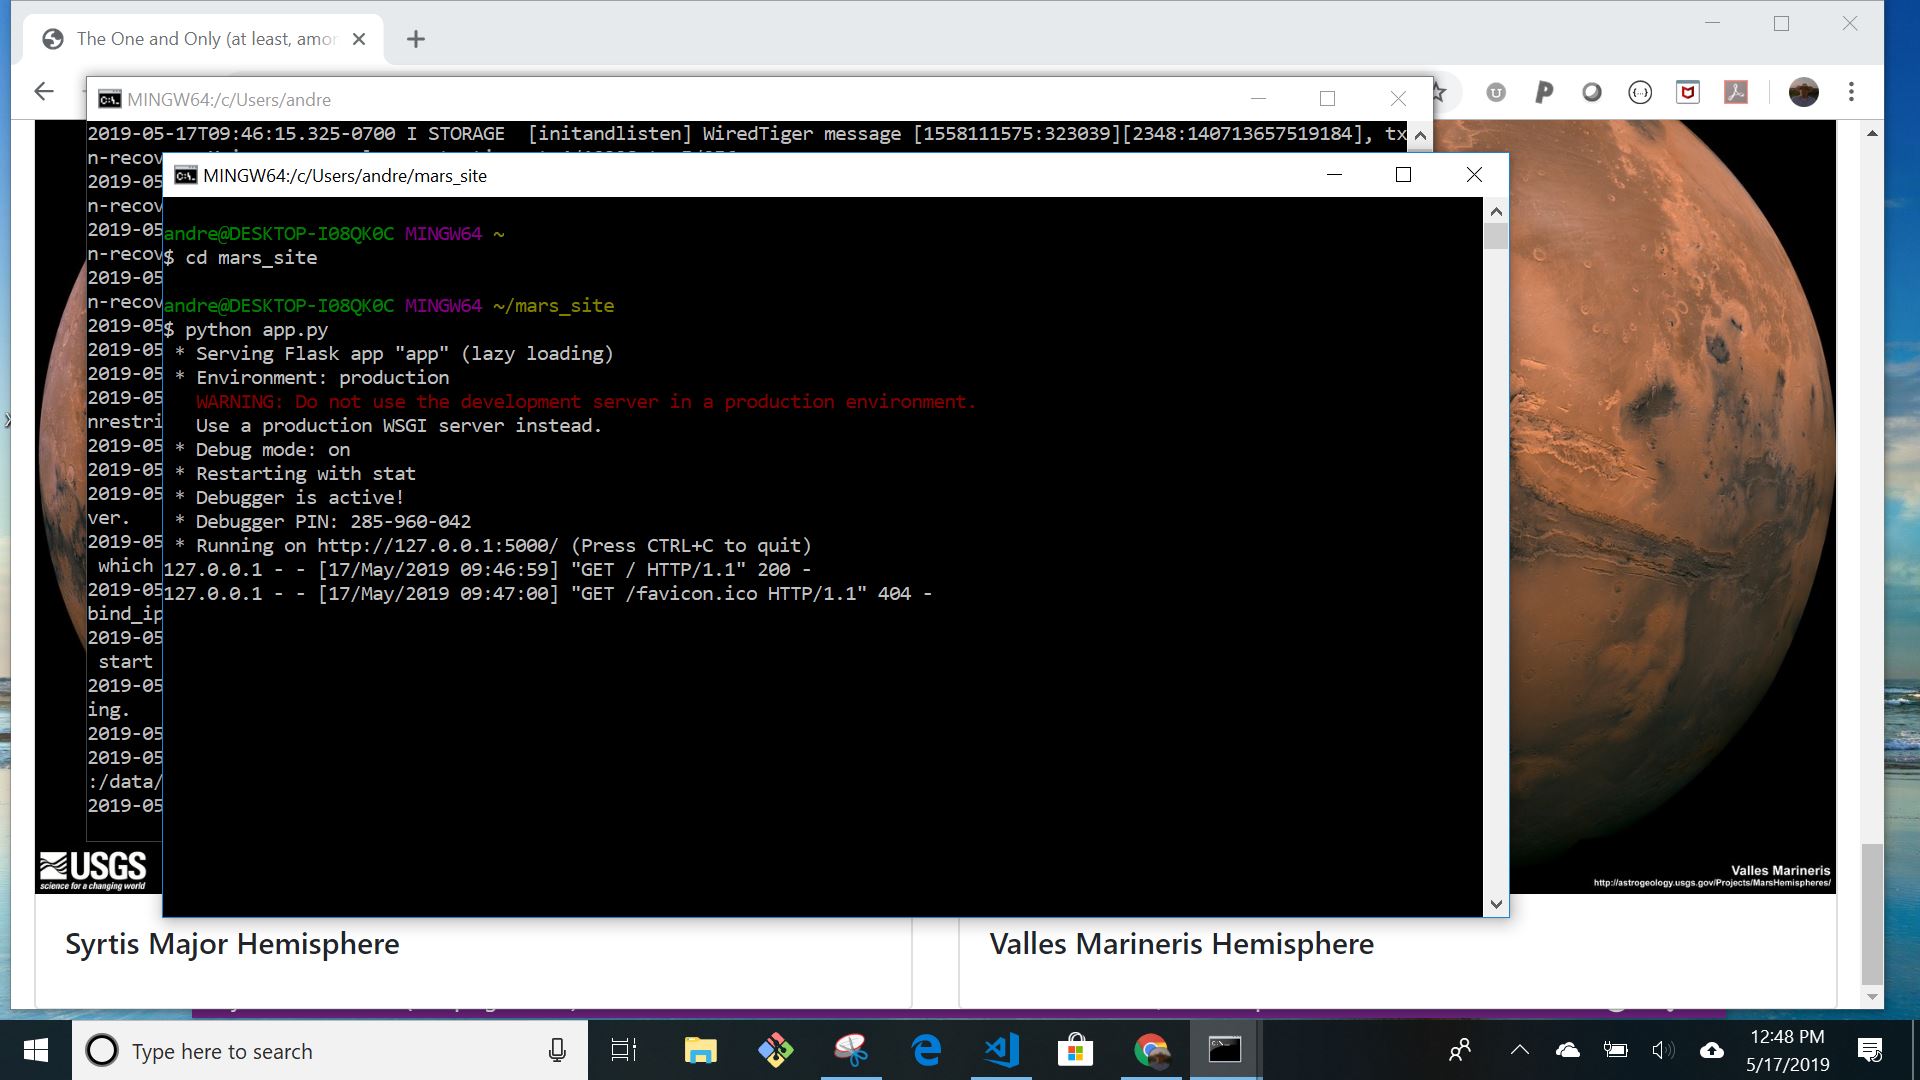 The One and Only (at least, amor
MINGW64:/c/Users/andre
2019-05-17T09:46:15.325-0700 I STORAGE  [initandlisten] WiredTiger message [1558111575:323039][2348:140713657519184], tx
n-recov
MINGW64:/c/Users/andre/mars_site
2019-05
n-recov
2019-05
n-recov
2019-05
n-recov
2019-05
2019-05
2019-05
2019-05
nrestri
2019-05
2019-05
2019-05
ver.
2019-05
which
2019-05
bind_ip
2019-05
start
2019-05
ing.
2019-05
2019-05
:/data/
2019-05
andre@DESKTOP-I08QK0C MINGW64 ~
$ cd mars_site
andre@DESKTOP-I08QK0C MINGW64 ~/mars_site
$ python app.py
* Serving Flask app "app" (lazy loading)
* Environment: production
WARNING: Do not use the development server in a production environment.
Use a production WSGI server instead.
* Debug mode: on
* Restarting with stat
* Debugger is active!
* Debugger PIN: 285-960-042
* Running on http://127.0.0.1:5000/ (Press CTRL+C to quit)
127.0.0.1 - - [17/May/2019 09:46:59] "GET / HTTP/1.1" 200 -
127.0.0.1 - - [17/May/2019 09:47:00] "GET /favicon.ico HTTP/1.1" 404 -
USGS
science for a changing world
Valles Marineris
http://astrogeology.usgs.gov/Projects/MarsHemispheres/
Syrtis Major Hemisphere
Valles Marineris Hemisphere
Type here to search
12:48 PM
5/17/2019